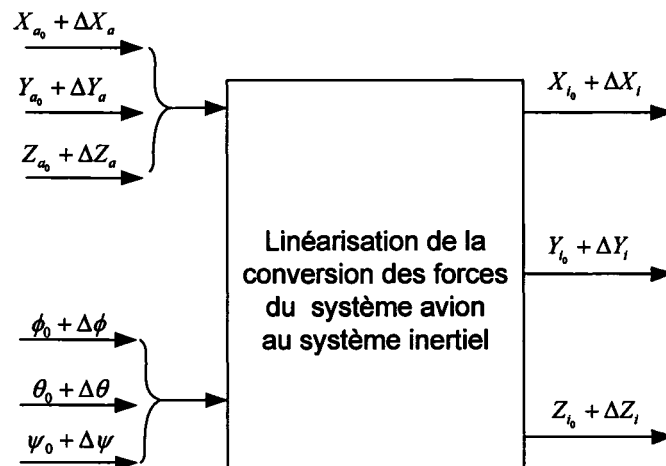 X_{a_0} + ΔX_a
Y_{a_0} + ΔY_a
Z_{a_0} + ΔZ_a
ϕ_0 + Δϕ
θ_0 + Δθ
ψ_0 + Δψ
Linéarisation de la
conversion des forces
du système avion
au système inertiel
X_{i_0} + ΔX_i
Y_{i_0} + ΔY_i
Z_{i_0} + ΔZ_i